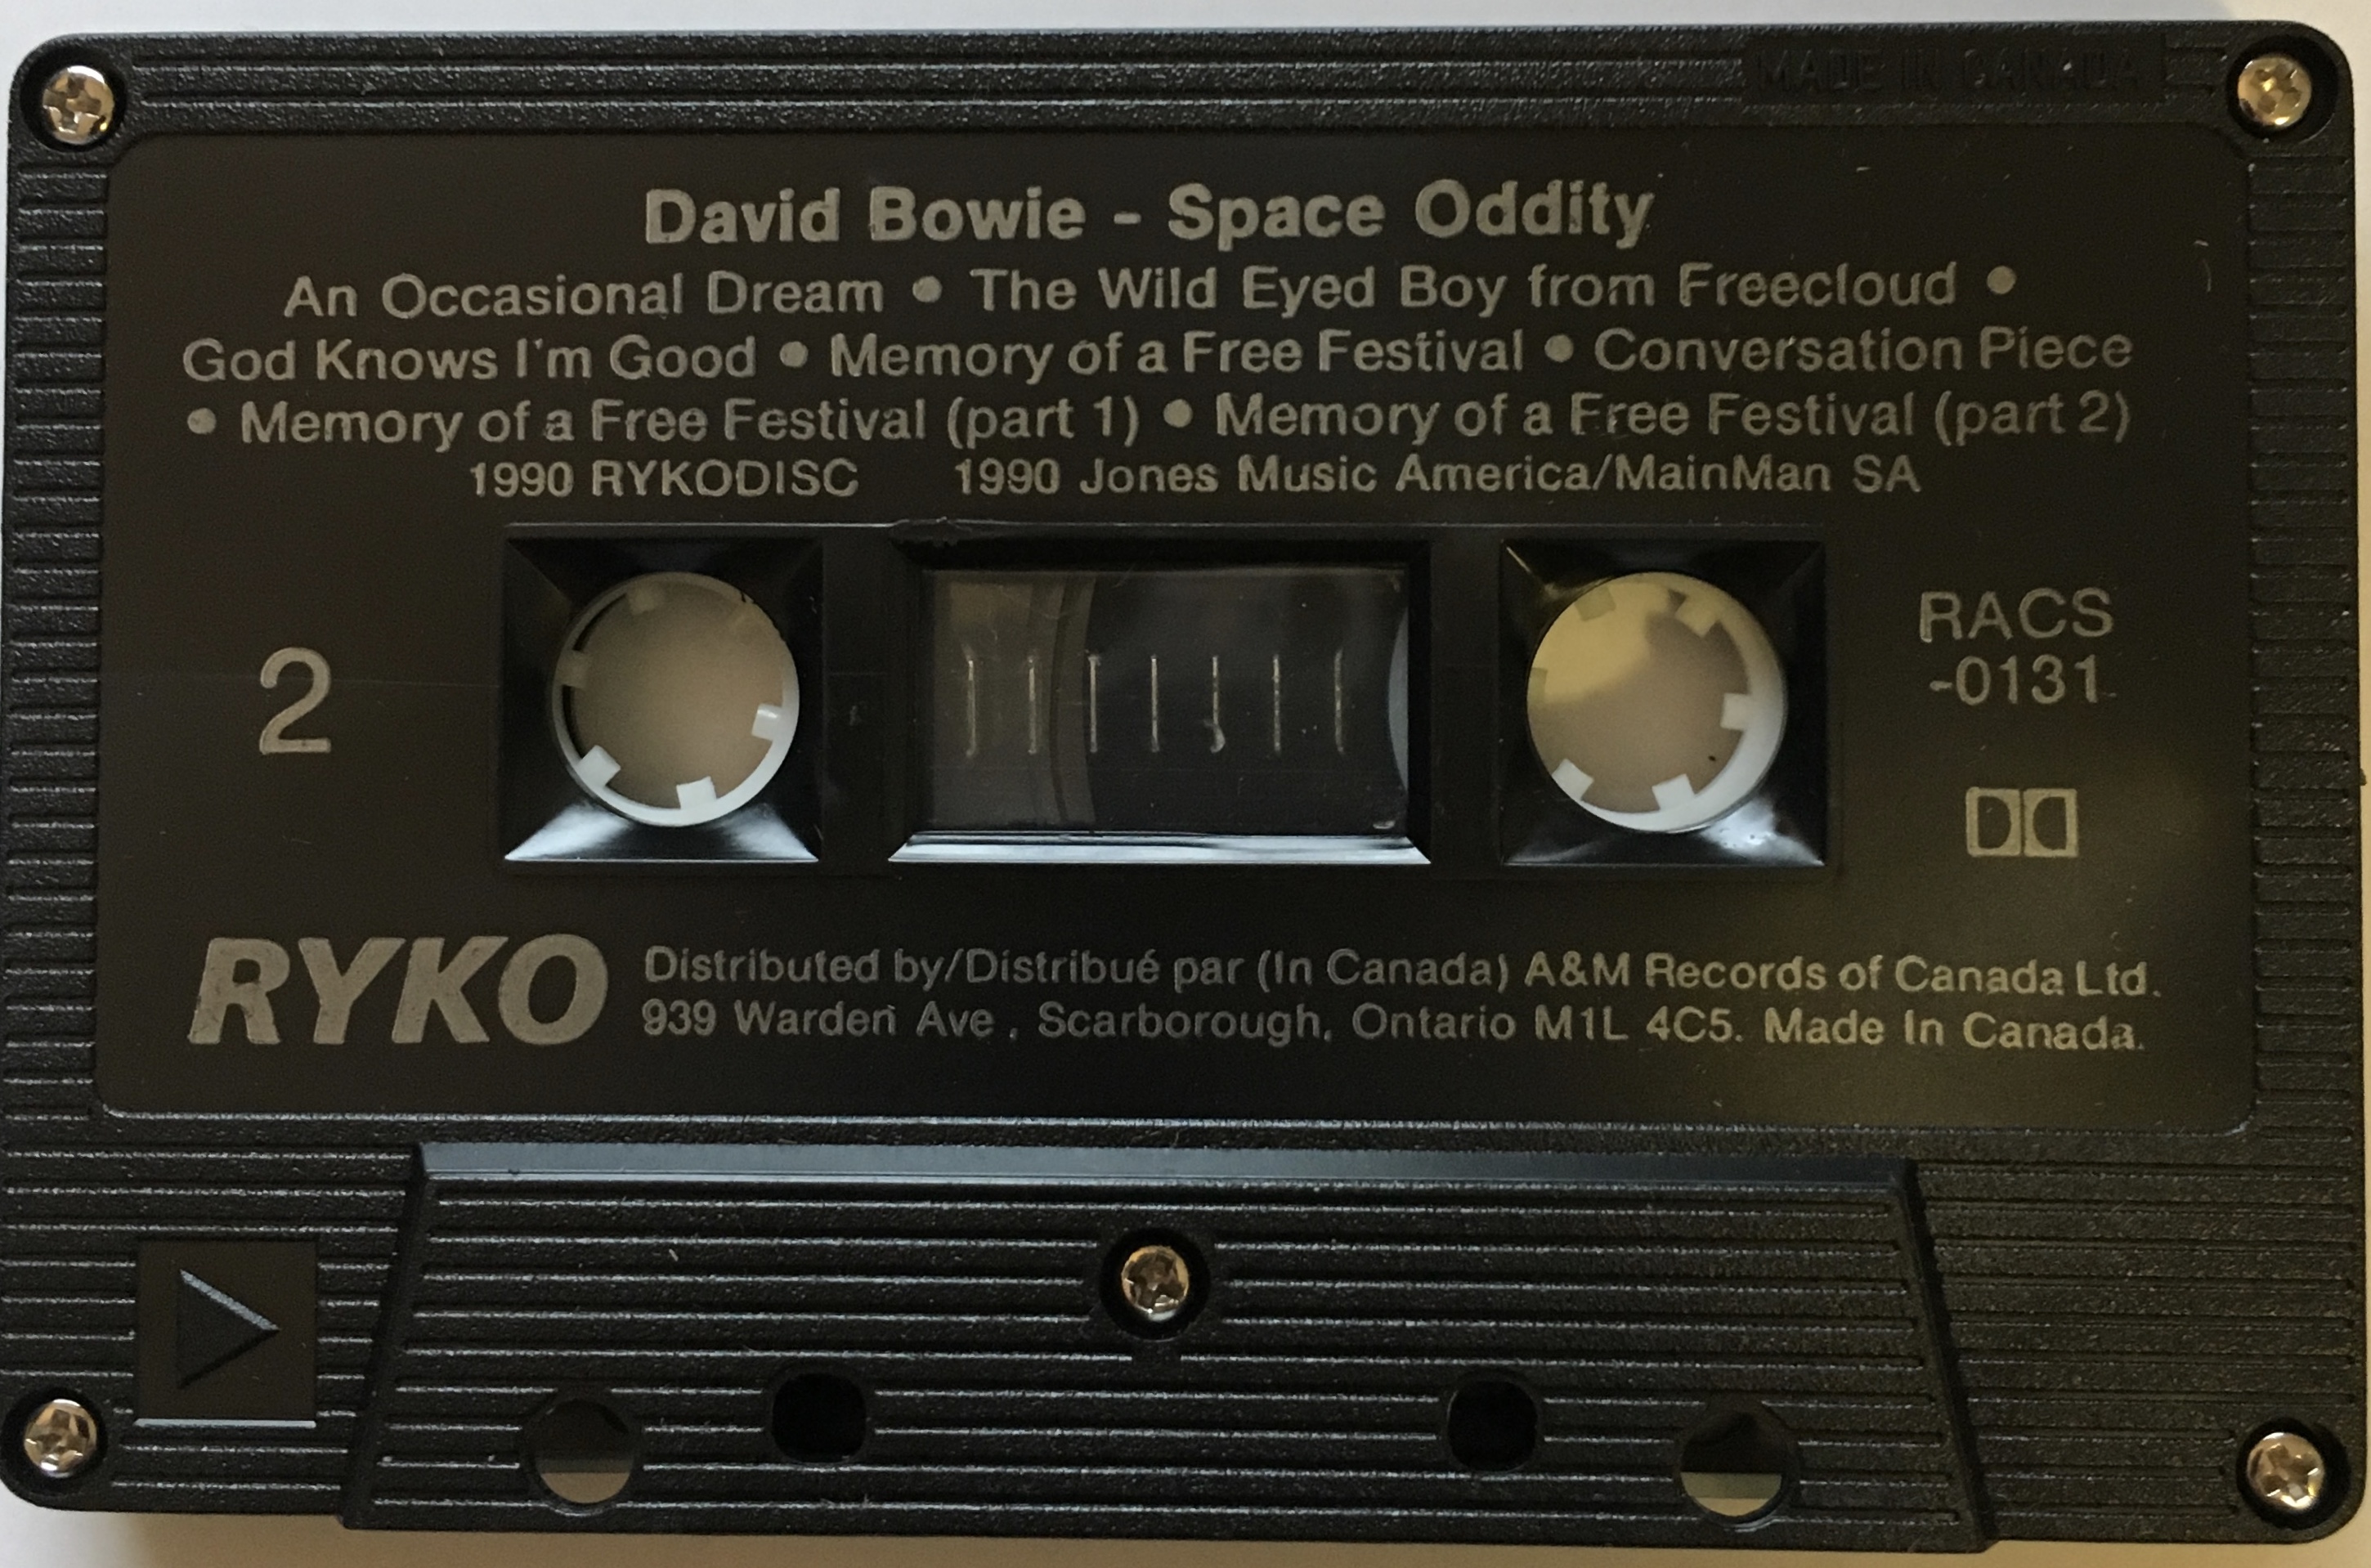 MADE IN CANADA
David Bowie - Space Oddity
An Occasional Dream • The Wild Eyed Boy from Freecloud •
God Knows I'm Good • Memory of a Free Festival • Conversation Piece
• Memory of a Free Festival (part 1) • Memory of a Free Festival (part 2)
1990 RYKODISC 1990 Jones Music America/MainMan SA
2
RACS
-0131
RYKO
Distributed by/Distribué par (In Canada) A&M Records of Canada Ltd.
939 Warden Ave., Scarborough, Ontario M1L 4C5. Made In Canada.